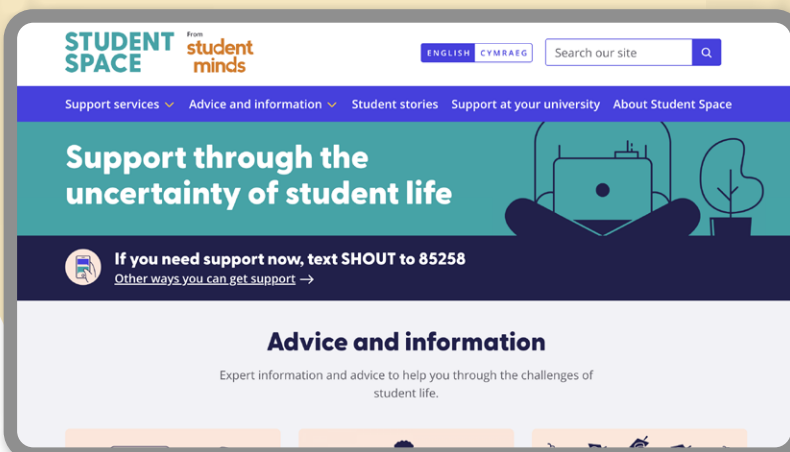 STUDENT
SPACE
From
student
minds
ENGLISH CYMRAEG
Search our site
Support services Advice and information Student stories Support at your university About Student Space
Support through the
uncertainty of student life
If you need support now, text SHOUT to 85258
Other ways you can get support →
Advice and information
Expert information and advice to help you through the challenges of
student life.